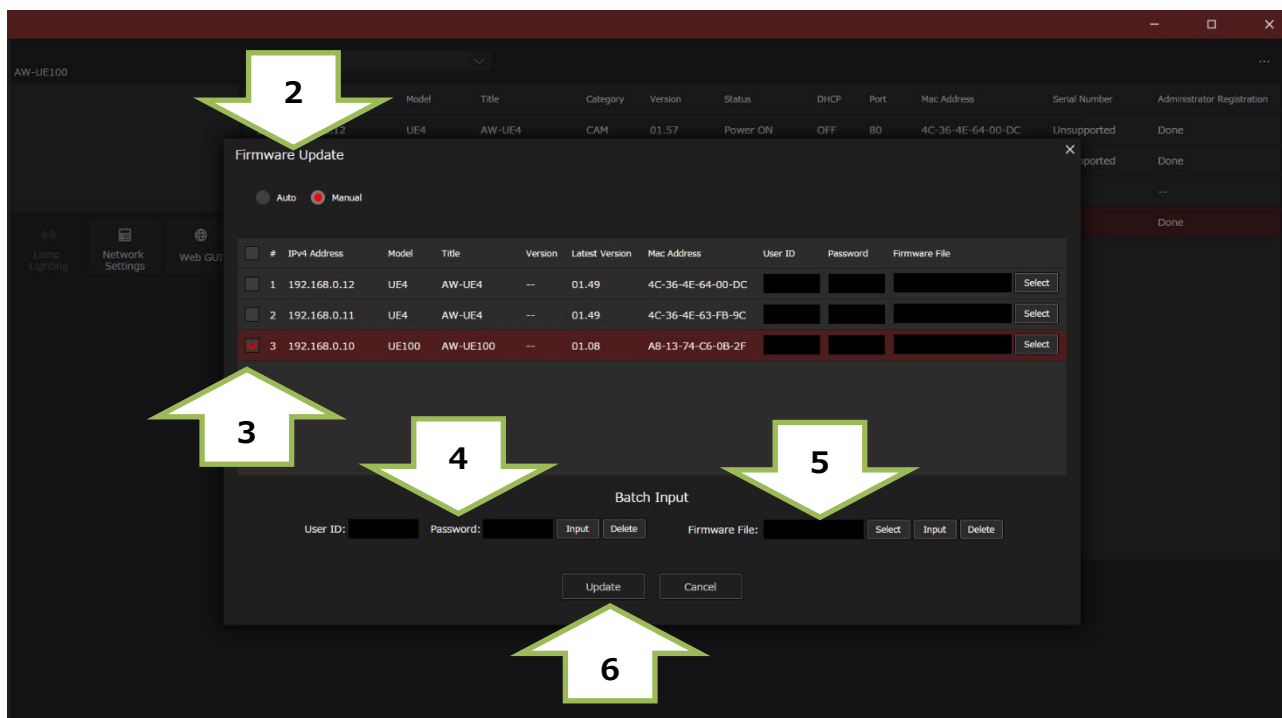 AW-UE100
...
2
Model Title Category Version Status DHCP Port Mac Address Serial Number Administrator Registration
.12 UE4 AW-UE4 CAM 01.57 Power ON OFF 80 4C-36-4E-64-00-DC Unsupported Done
Firmware Update
pported Done
Auto Manual
--
Done
Lamp Lighting
Network Settings
Web GUI
# IPv4 Address Model Title Version Latest Version Mac Address User ID Password Firmware File
1 192.168.0.12 UE4 AW-UE4 -- 01.49 4C-36-4E-64-00-DC Select
2 192.168.0.11 UE4 AW-UE4 -- 01.49 4C-36-4E-63-FB-9C Select
3 192.168.0.10 UE100 AW-UE100 -- 01.08 A8-13-74-C6-0B-2F Select
3
4
5
Batch Input
User ID: Password: Input Delete Firmware File: Select Input Delete
Update Cancel
6